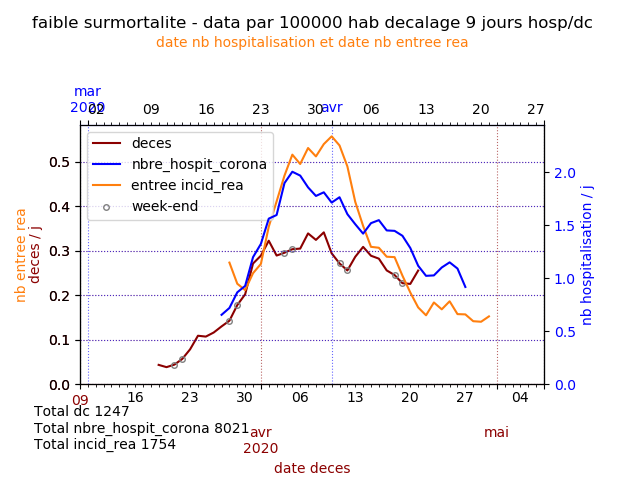 faible surmortalite - data par 100000 hab decalage 9 jours hosp/dc
date nb hospitalisation et date nb entree rea
mar
2020
02 09 16 23 30 avr 06 13 20 27
deces
nbre_hospit_corona
entree incid_rea
week-end
0.5
0.4
0.3
0.2
0.1
0.0
nb entree rea
deces / j
2.0
1.5
1.0
0.5
0.0
nb hospitalisation / j
09 16 23 30 06 13 20 27 04
avr
2020
mai
date deces
Total dc 1247
Total nbre_hospit_corona 8021
Total incid_rea 1754